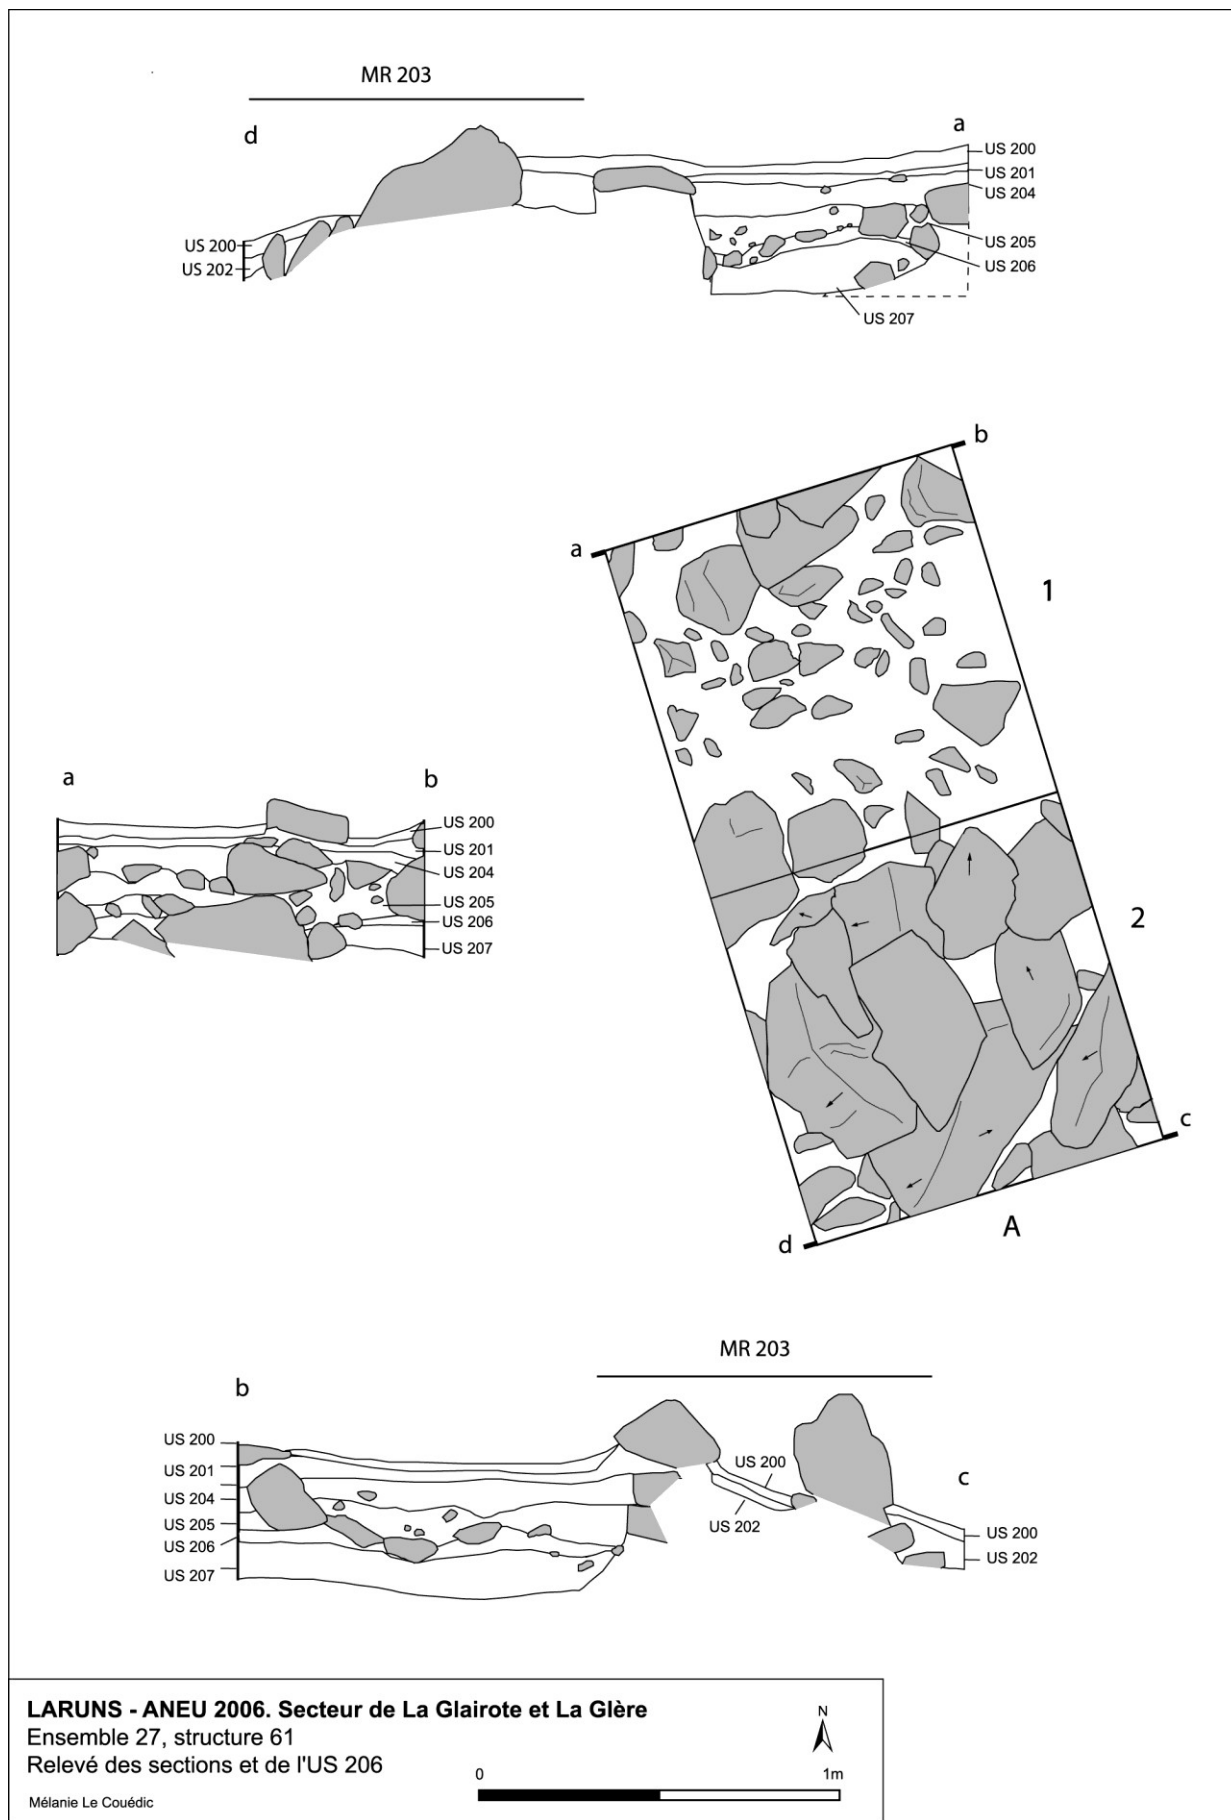 MR 203
d
a
US 200
US 201
US 204
US 205
US 206
US 207
US 200
US 202
b
a
1
2
c
d
A
a
b
US 200
US 201
US 204
US 205
US 206
US 207
MR 203
b
US 200
US 201
US 204
US 205
US 206
US 207
US 200
US 202
c
US 200
US 202
LARUNS - ANEU 2006. Secteur de La Glairote et La Glère
Ensemble 27, structure 61
Relevé des sections et de l'US 206
Mélanie Le Couédic
N
0
1m